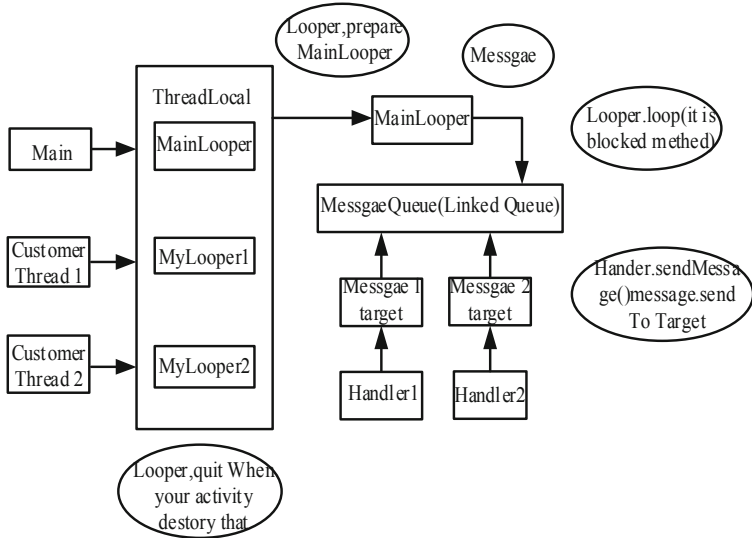 Looper,prepare
MainLooper
Messgae
ThreadLocal
MainLooper
Looper.loop(it is
blocked methed)
Main
MainLooper
MessgaeQueue(Linked Queue)
Customer
Thread 1
MyLooper1
Messgae 1
target
Messgae 2
target
Hander.sendMessa
ge()message.send
To Target
Customer
Thread 2
MyLooper2
Handler1
Handler2
Looper,quit When
your activity
destory that